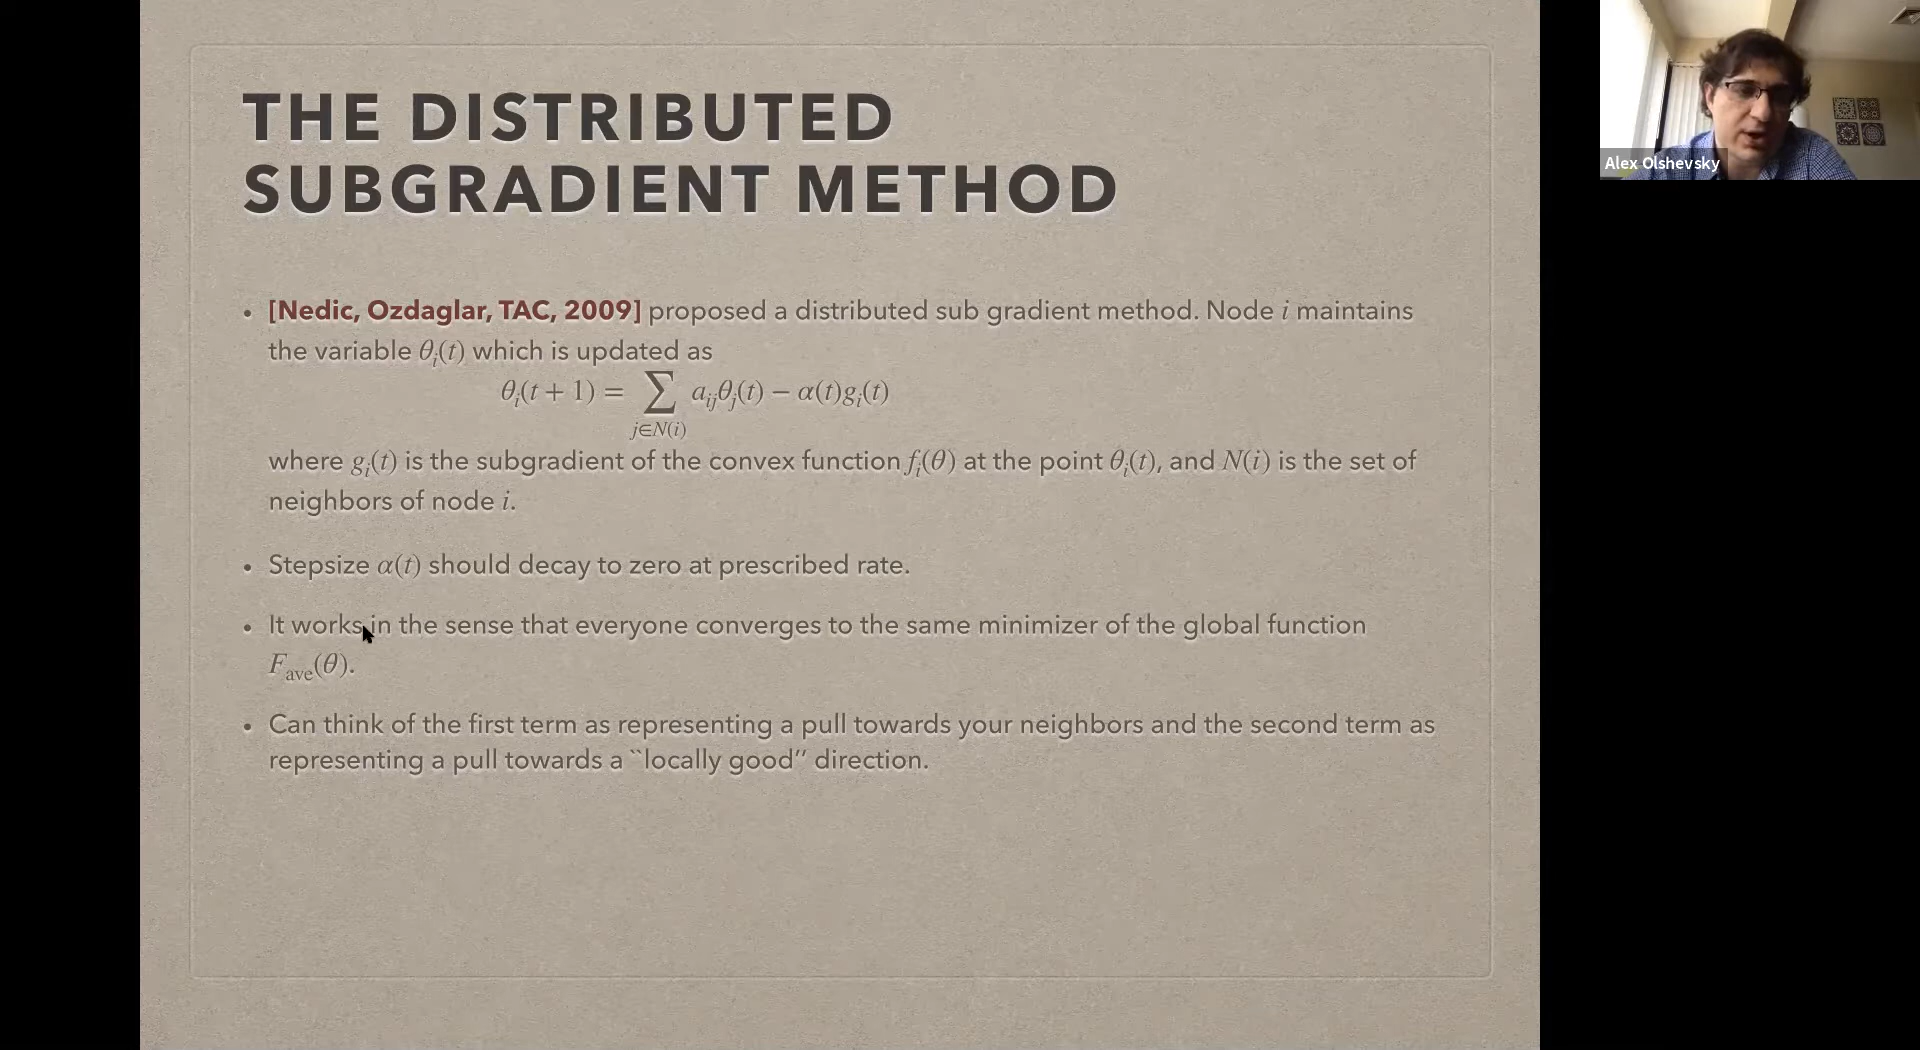 THE DISTRIBUTED
SUBGRADIENT METHOD
Alex Olshevsky
• [Nedic, Ozdaglar, TAC, 2009] proposed a distributed sub gradient method. Node i maintains
the variable θᵢ(t) which is updated as
θᵢ(t + 1) = ∑ aᵢⱼθⱼ(t) − α(t)gᵢ(t)
j∈N(i)
where gᵢ(t) is the subgradient of the convex function fᵢ(θ) at the point θᵢ(t), and N(i) is the set of
neighbors of node i.
• Stepsize α(t) should decay to zero at prescribed rate.
• It works in the sense that everyone converges to the same minimizer of the global function
Fave(θ).
• Can think of the first term as representing a pull towards your neighbors and the second term as
representing a pull towards a ``locally good’’ direction.